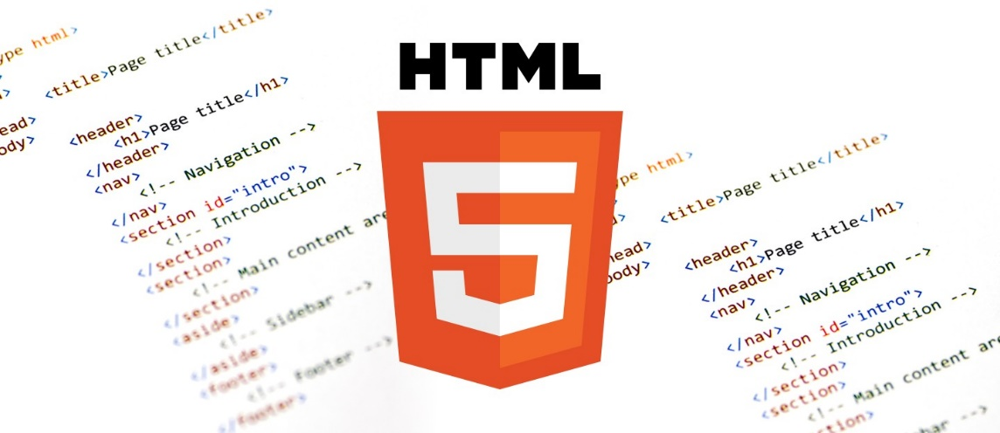 ype html>
<title>Page title</title>
ead>
ody>
<header>
<h1>Page title</h1>
</header>
<nav>
<!-- Navigation -->
</nav>
<section id="intro">
<!-- Introduction -->
</section>
<section>
<!-- Main content are
</section>
<aside>
<!-- Sidebar -->
</aside>
<footer>
<!-- Footer -->
</footer>
HTML
5
ype html>
<title>Page title</title>
head>
body>
<header>
<h1>Page title</h1>
</header>
<nav>
<!-- Navigation -->
</nav>
<section id="intro">
<!-- Introduction -->
</section>
<section>
<!-- Main content are